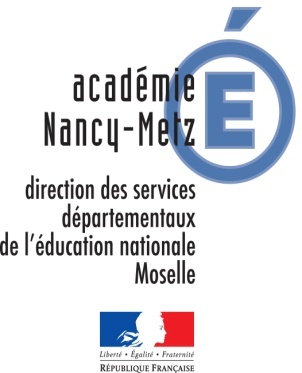 académie
Nancy-Metz
É
direction des services
départementaux
de l'éducation nationale
Moselle
Liberté • Égalité • Fraternité
RÉPUBLIQUE FRANÇAISE